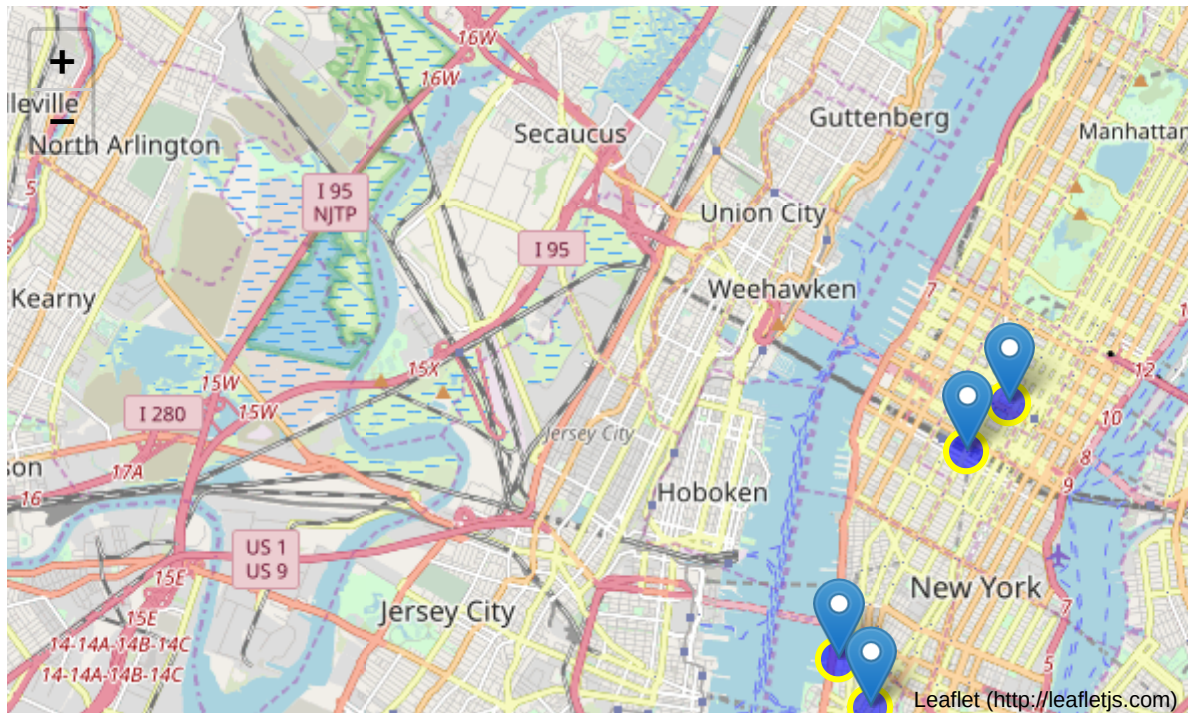 16W
16W
+
lleville
−
North Arlington
Secaucus
Guttenberg
Manhattan
5
I 95
NJTP
Union City
I 95
Kearny
Weehawken
7
15X
12
15W
15W
I 280
10
Jersey City
son
17A
8
16
Hoboken
9
US 1
US 9
15E
New York
15E
Jersey City
7
14-14A-14B-14C
5
14-14A-14B-14C
Leaflet (http://leafletjs.com)